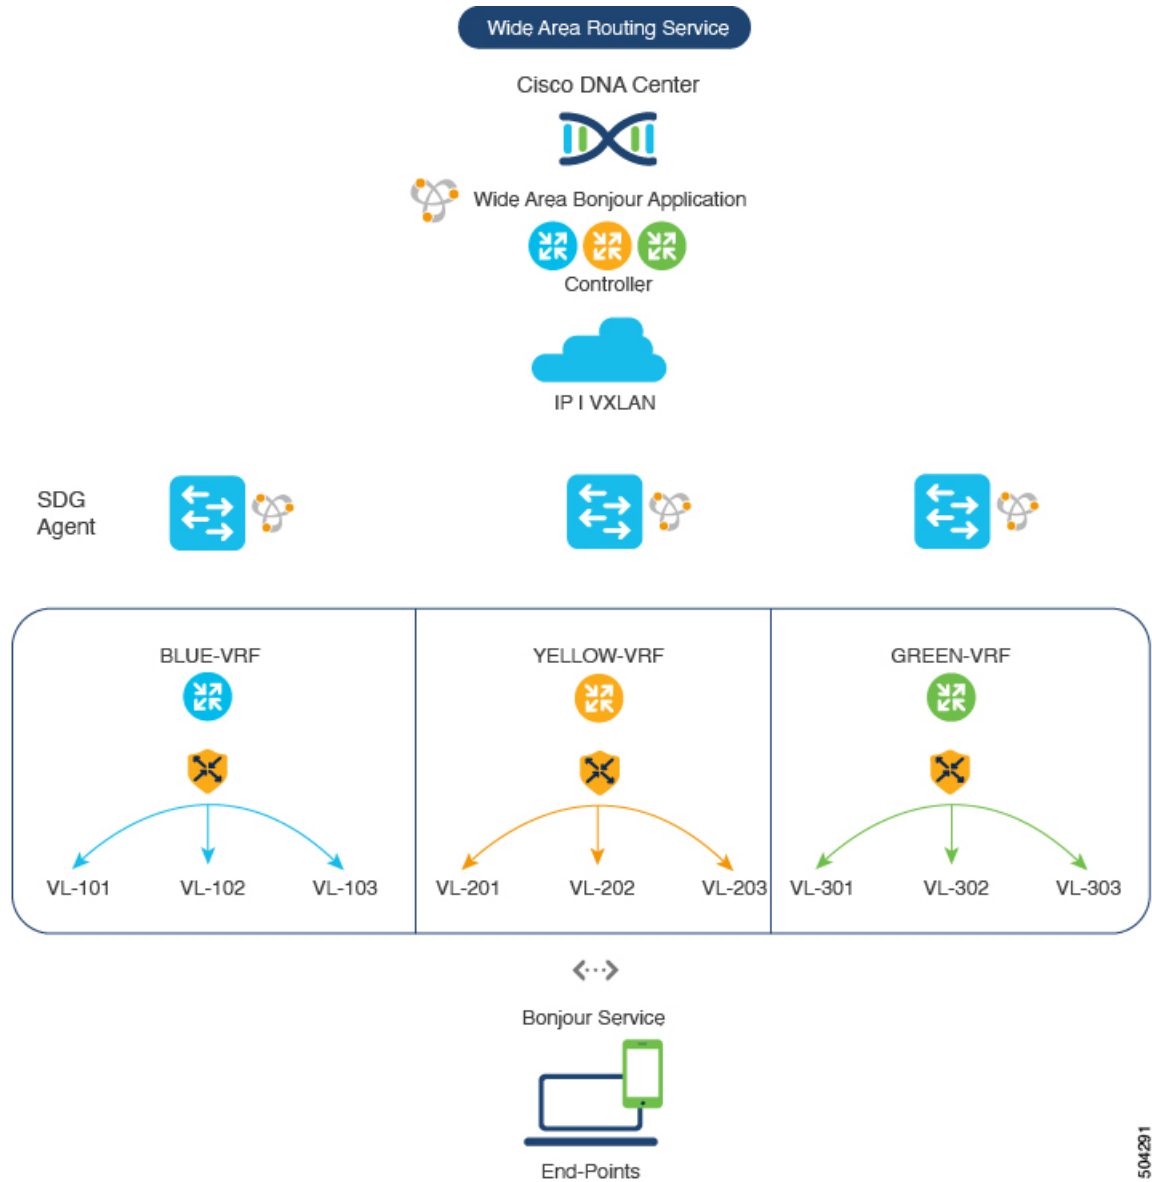 Wide Area Routing Service
Cisco DNA Center
Wide Area Bonjour Application
Controller
IP I VXLAN
SDG
Agent
BLUE-VRF
YELLOW-VRF
GREEN-VRF
VL-101
VL-102
VL-103
VL-201
VL-202
VL-203
VL-301
VL-302
VL-303
Bonjour Service
End-Points
504291